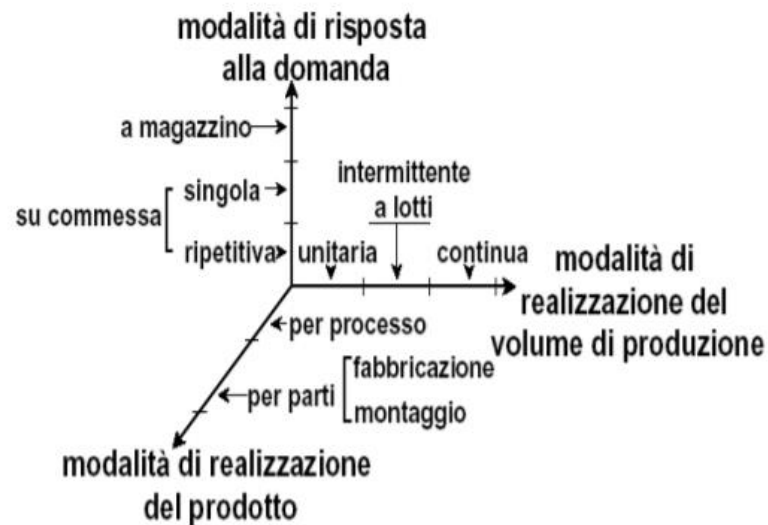 modalità di risposta
alla domanda
a magazzino
intermittente
a lotti
su commessa
singola
ripetitiva
unitaria
continua
modalità di
realizzazione del
volume di produzione
per processo
per parti
fabbricazione
montaggio
modalità di realizzazione
del prodotto